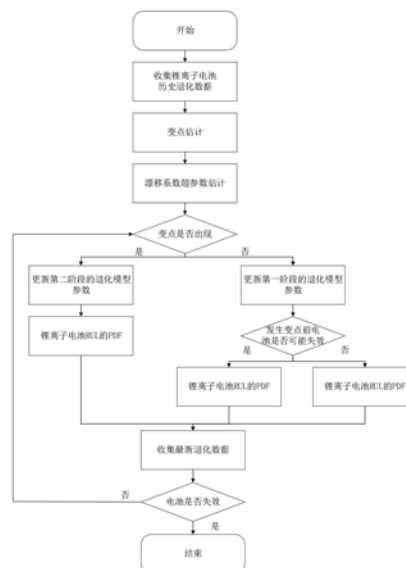 开始
收集锂离子电池
历史退化数据
变点估计
漂移系数超参数估计
变点是否出现
是
否
更新第二阶段的退化模型
参数
更新第一阶段的退化模型
参数
锂离子电池RUL的PDF
发生变点前电
池是否可能失效
是
否
锂离子电池RUL的PDF
锂离子电池RUL的PDF
收集最新退化数据
否
电池是否失效
是
结束